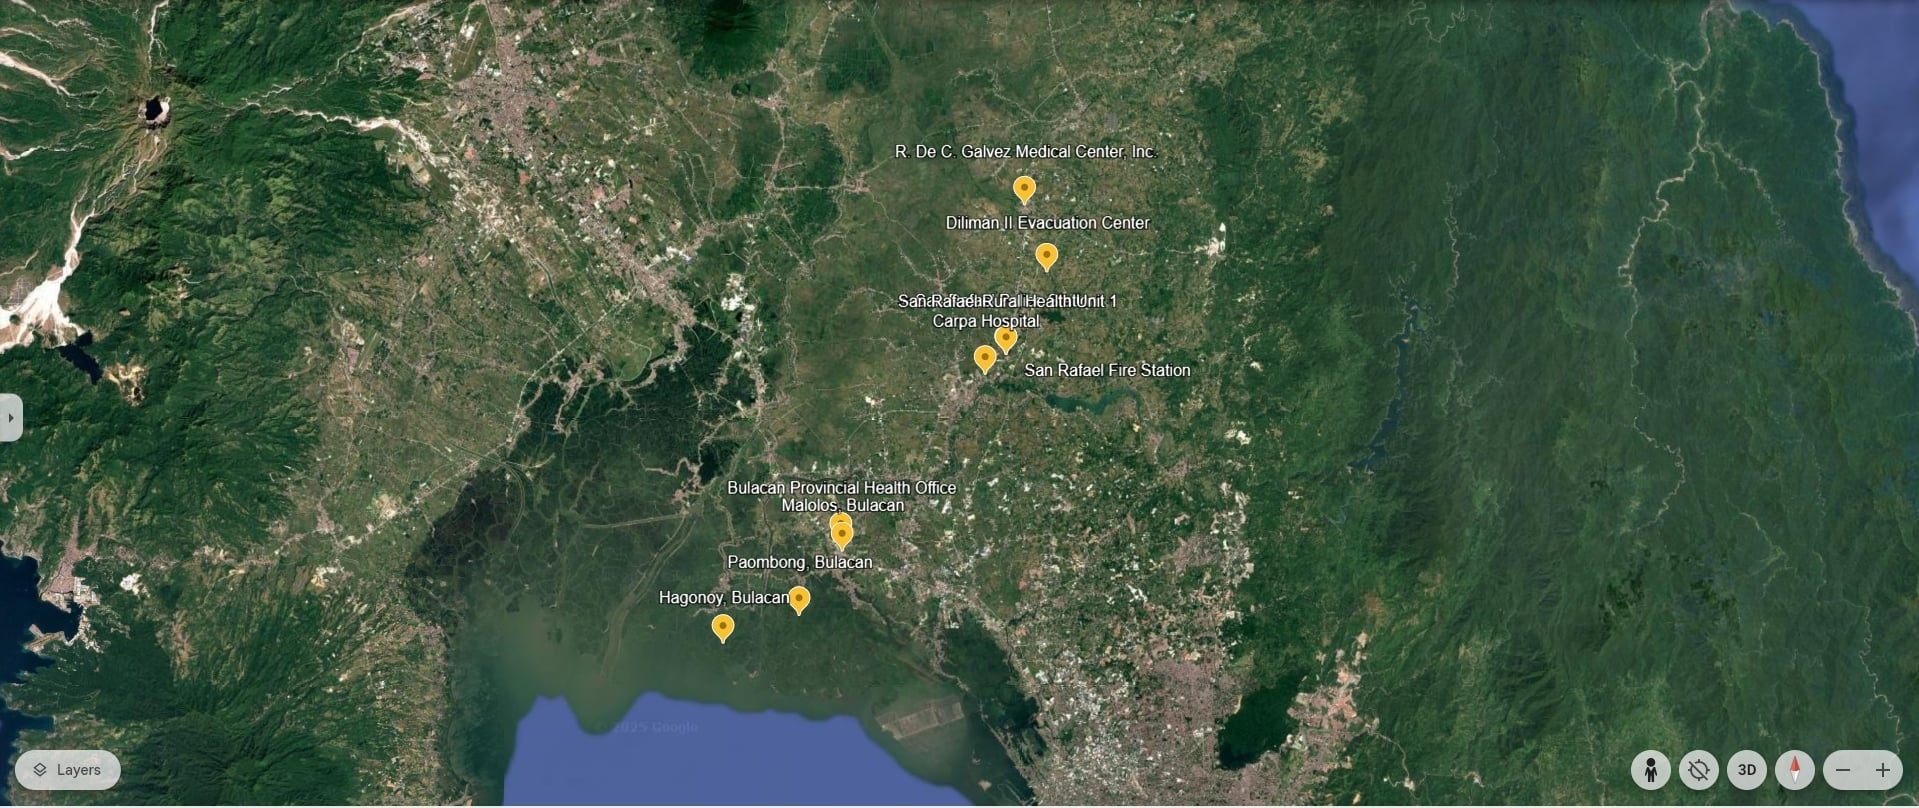 R. De C. Galvez Medical Center, Inc.
Diliman II Evacuation Center
San Rafael Rural Health Unit 1
Carpa Hospital
San Rafael Fire Station
Bulacan Provincial Health Office
Malolos, Bulacan
Paombong, Bulacan
Hagonoy, Bulacan
© 2025 Google
Layers
3D